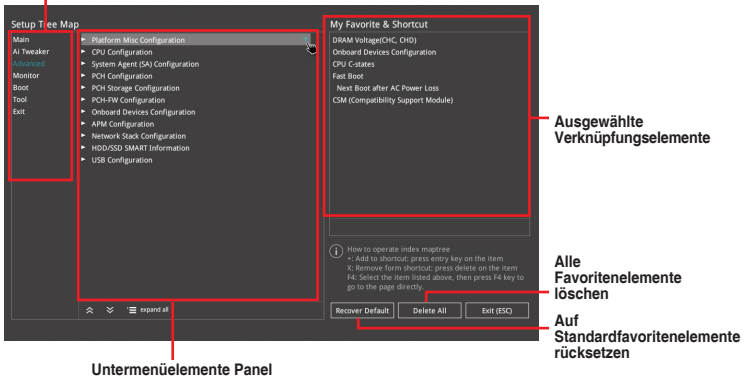 Setup Tree Map
Main
Ai Tweaker
Advanced
Monitor
Boot
Tool
Exit
Platform Misc Configuration
CPU Configuration
System Agent (SA) Configuration
PCH Configuration
PCH Storage Configuration
PCH-FW Configuration
Onboard Devices Configuration
APM Configuration
Network Stack Configuration
HDD/SSD SMART Information
USB Configuration
expand all
My Favorite & Shortcut
DRAM Voltage(CHC, CHD)
Onboard Devices Configuration
CPU C-states
Fast Boot
Next Boot after AC Power Loss
CSM (Compatibility Support Module)
How to operate index maptree
+: Add to shortcut: press entry key on the item
X: Remove form shortcut: press delete on the item
F4: Select the item listed above, then press F4 key to
go to the page directly.
Recover Default
Delete All
Exit (ESC)
Ausgewählte
Verknüpfungselemente
Alle
Favoritenelemente
löschen
Auf
Standardfavoritenelemente
rücksetzen
Untermenüelemente Panel